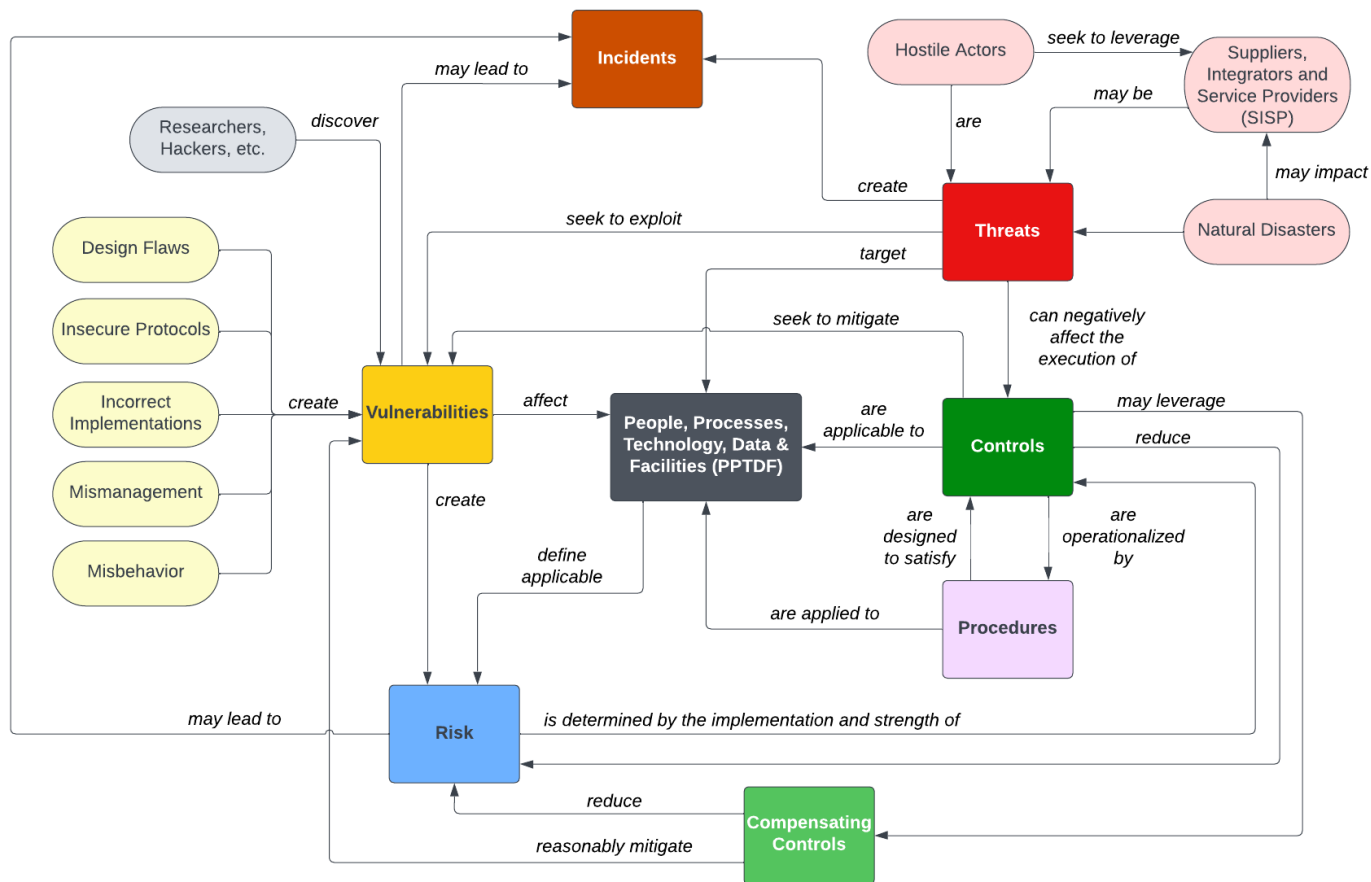 Incidents
Hostile Actors
seek to leverage
Suppliers,
Integrators and
Service Providers
(SISP)
may lead to
may be
Researchers,
Hackers, etc.
discover
are
may impact
create
Threats
Natural Disasters
seek to exploit
target
Design Flaws
Insecure Protocols
Incorrect
Implementations
Mismanagement
Misbehavior
create
seek to mitigate
can negatively
affect the
execution of
Vulnerabilities
affect
People, Processes,
Technology, Data &
Facilities (PPTDF)
are
applicable to
Controls
may leverage
reduce
create
are
designed
to satisfy
are
operationalized
by
define
applicable
are applied to
Procedures
may lead to
Risk
is determined by the implementation and strength of
reduce
reasonably mitigate
Compensating
Controls